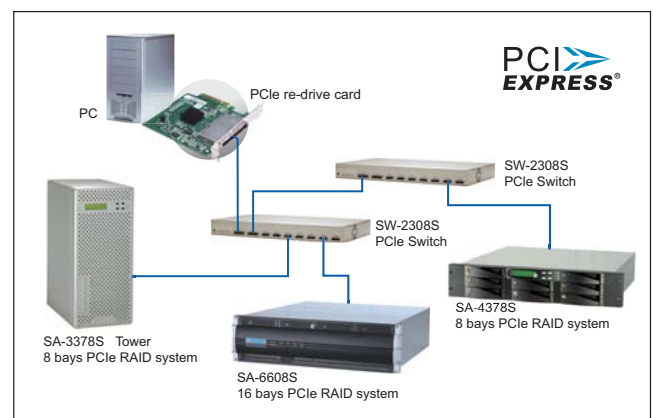 PCI
EXPRESS®
PCIe re-drive card
PC
SW-2308S
PCIe Switch
SW-2308S
PCIe Switch
SA-3378S Tower
8 bays PCIe RAID system
SA-4378S
8 bays PCIe RAID system
SA-6608S
16 bays PCIe RAID system